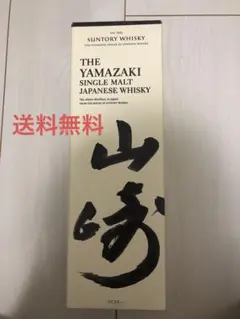 SUNTORY WHISKY
THE
YAMAZAKI
SINGLE MALT
JAPANESE WHISKY
送料無料
山
崎